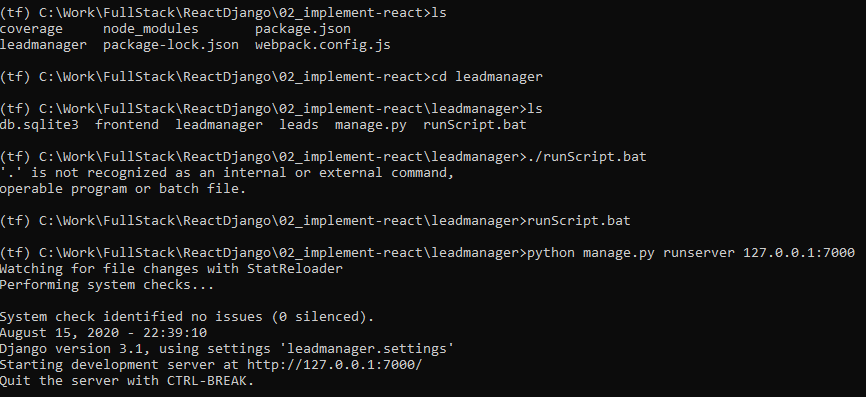 (tf) C:\Work\FullStack\ReactDjango\02_implement-react>ls
coverage     node_modules       package.json
leadmanager  package-lock.json  webpack.config.js
(tf) C:\Work\FullStack\ReactDjango\02_implement-react>cd leadmanager
(tf) C:\Work\FullStack\ReactDjango\02_implement-react\leadmanager>ls
db.sqlite3  frontend  leadmanager  leads  manage.py  runScript.bat
(tf) C:\Work\FullStack\ReactDjango\02_implement-react\leadmanager>./runScript.bat
'.' is not recognized as an internal or external command,
operable program or batch file.
(tf) C:\Work\FullStack\ReactDjango\02_implement-react\leadmanager>runScript.bat
(tf) C:\Work\FullStack\ReactDjango\02_implement-react\leadmanager>python manage.py runserver 127.0.0.1:7000
Watching for file changes with StatReloader
Performing system checks...
System check identified no issues (0 silenced).
August 15, 2020 - 22:39:10
Django version 3.1, using settings 'leadmanager.settings'
Starting development server at http://127.0.0.1:7000/
Quit the server with CTRL-BREAK.